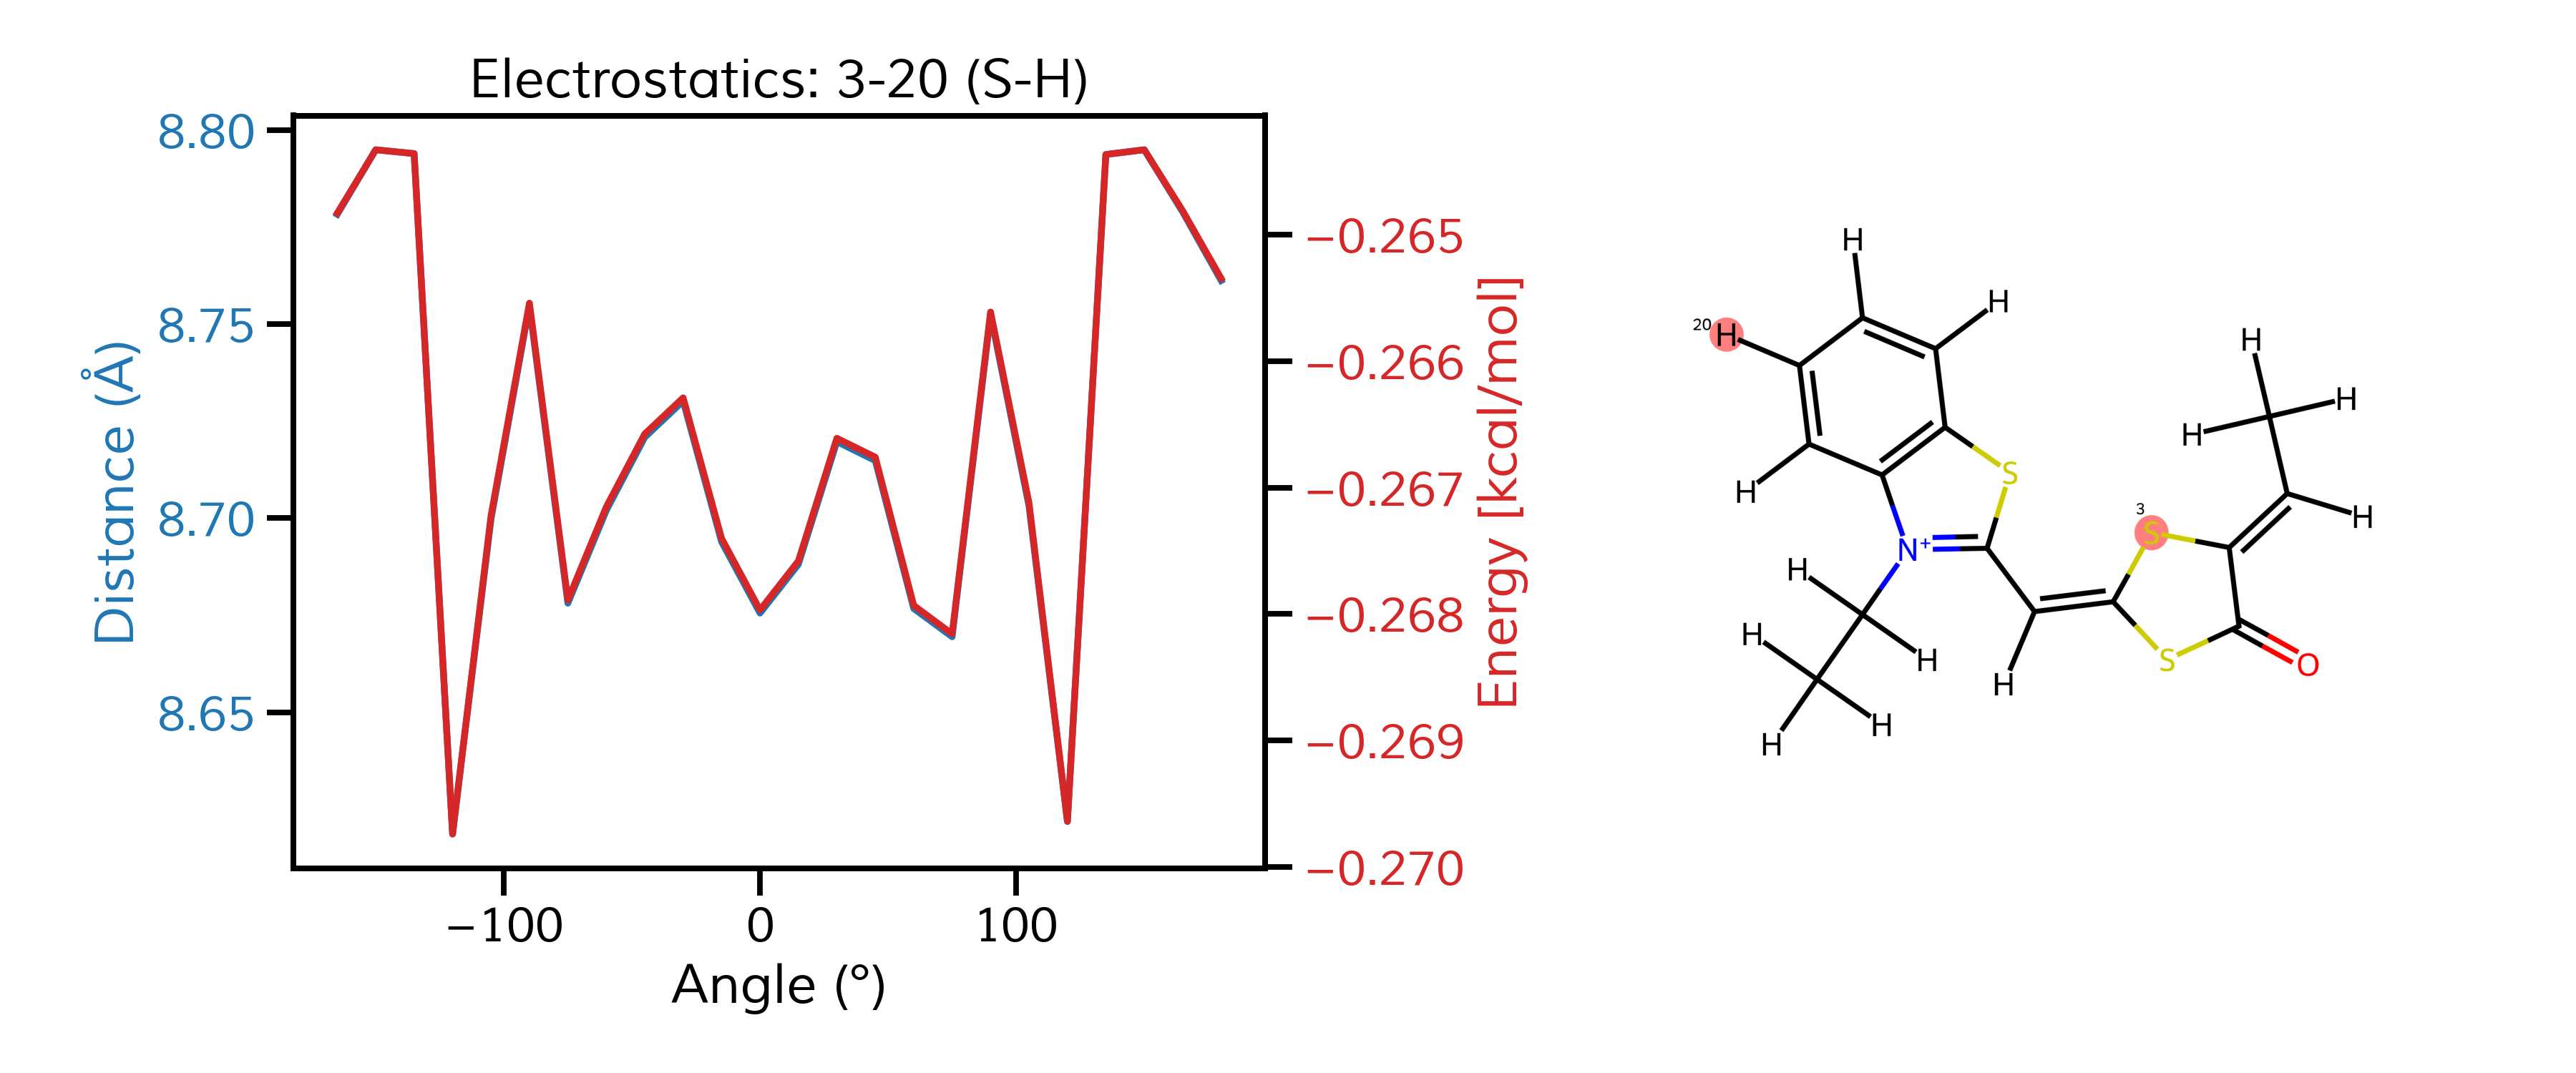 Electrostatics: 3-20 (S-H)
8.80
8.75
8.70
8.65
Distance (Å)
−0.265
−0.266
−0.267
−0.268
−0.269
−0.270
Energy [kcal/mol]
−100
0
100
Angle (°)
H
H
20
H
H
S
H
H
H
H
3
S
N+
H
H
H
H
S
O
H
H
H